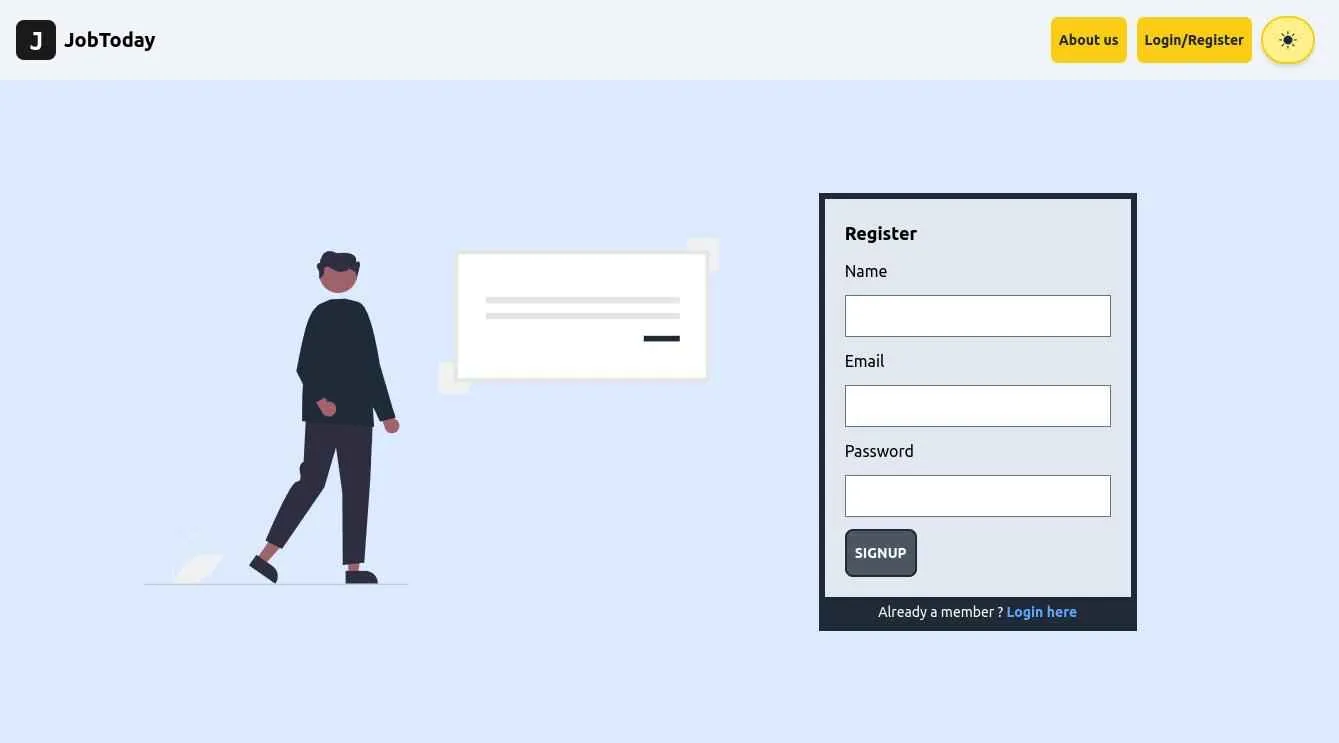 J JobToday
About us
Login/Register
Register
Name
Email
Password
SIGNUP
Already a member ? Login here